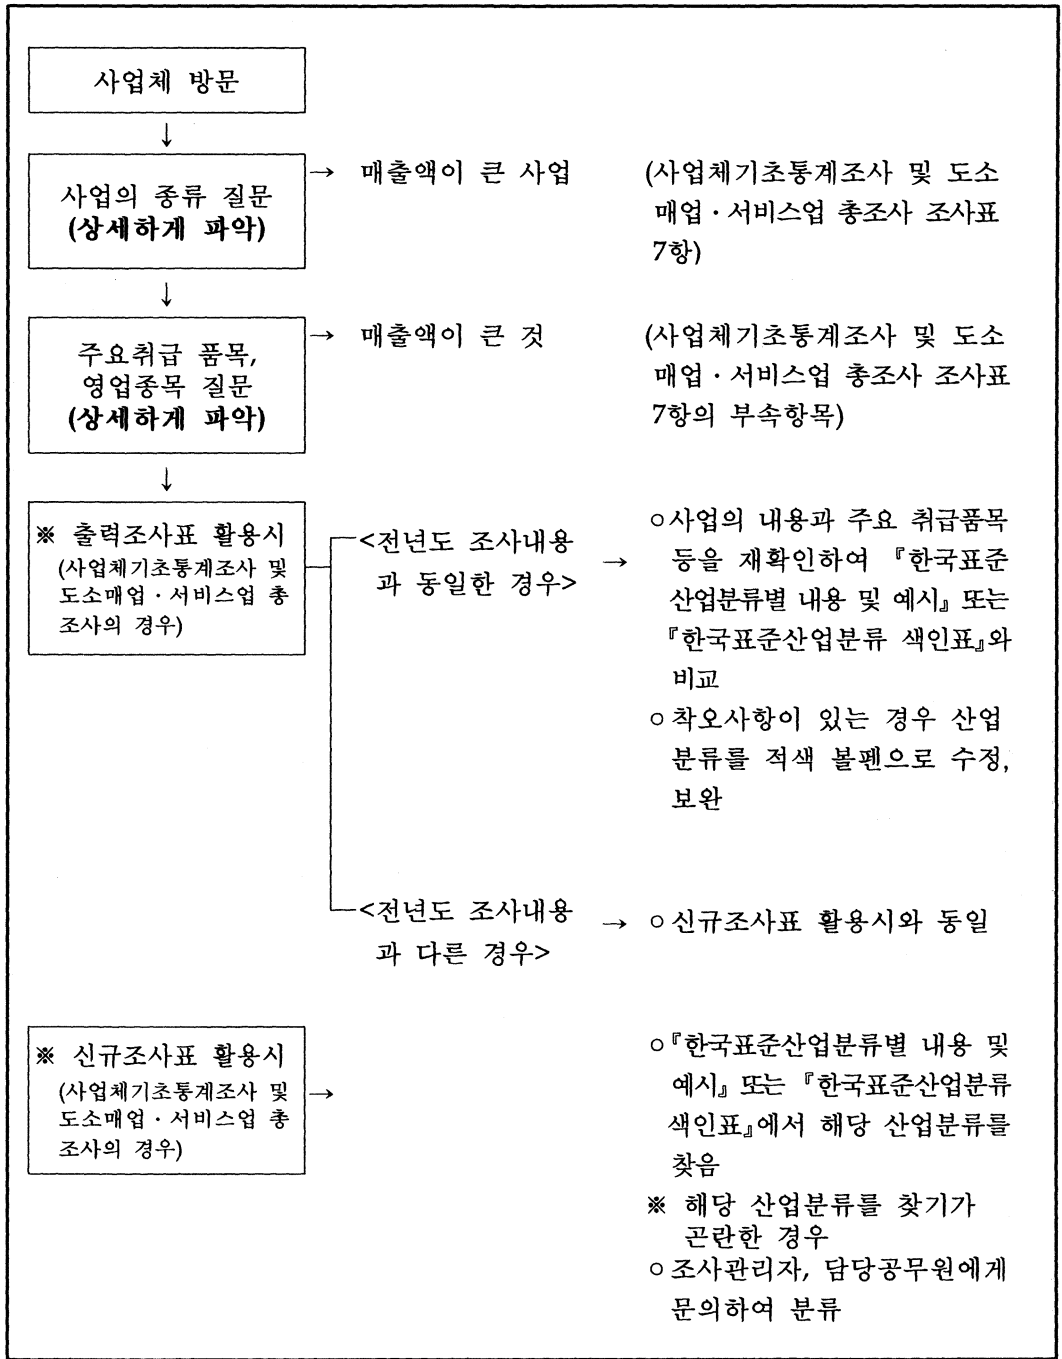 사업체 방문
↓
사업의 종류 질문
(상세하게 파악)
→ 매출액이 큰 사업
(사업체기초통계조사 및 도소
매업·서비스업 총조사 조사표
7항)
↓
주요취급 품목,
영업종목 질문
(상세하게 파악)
→ 매출액이 큰 것
(사업체기초통계조사 및 도소
매업·서비스업 총조사 조사표
7항의 부속항목)
↓
※ 출력조사표 활용시
(사업체기초통계조사 및
도소매업·서비스업 총
조사의 경우)
<전년도 조사내용
과 동일한 경우>
→
○사업의 내용과 주요 취급품목
등을 재확인하여 『한국표준
산업분류별 내용 및 예시』 또는
『한국표준산업분류 색인표』와
비교
○착오사항이 있는 경우 산업
분류를 적색 볼펜으로 수정,
보완
<전년도 조사내용
과 다른 경우>
→ ○신규조사표 활용시와 동일
※ 신규조사표 활용시
(사업체기초통계조사 및
도소매업·서비스업 총
조사의 경우)
→
○『한국표준산업분류별 내용 및
예시』 또는 『한국표준산업분류
색인표』에서 해당 산업분류를
찾음
※ 해당 산업분류를 찾기가
곤란한 경우
○조사관리자, 담당공무원에게
문의하여 분류